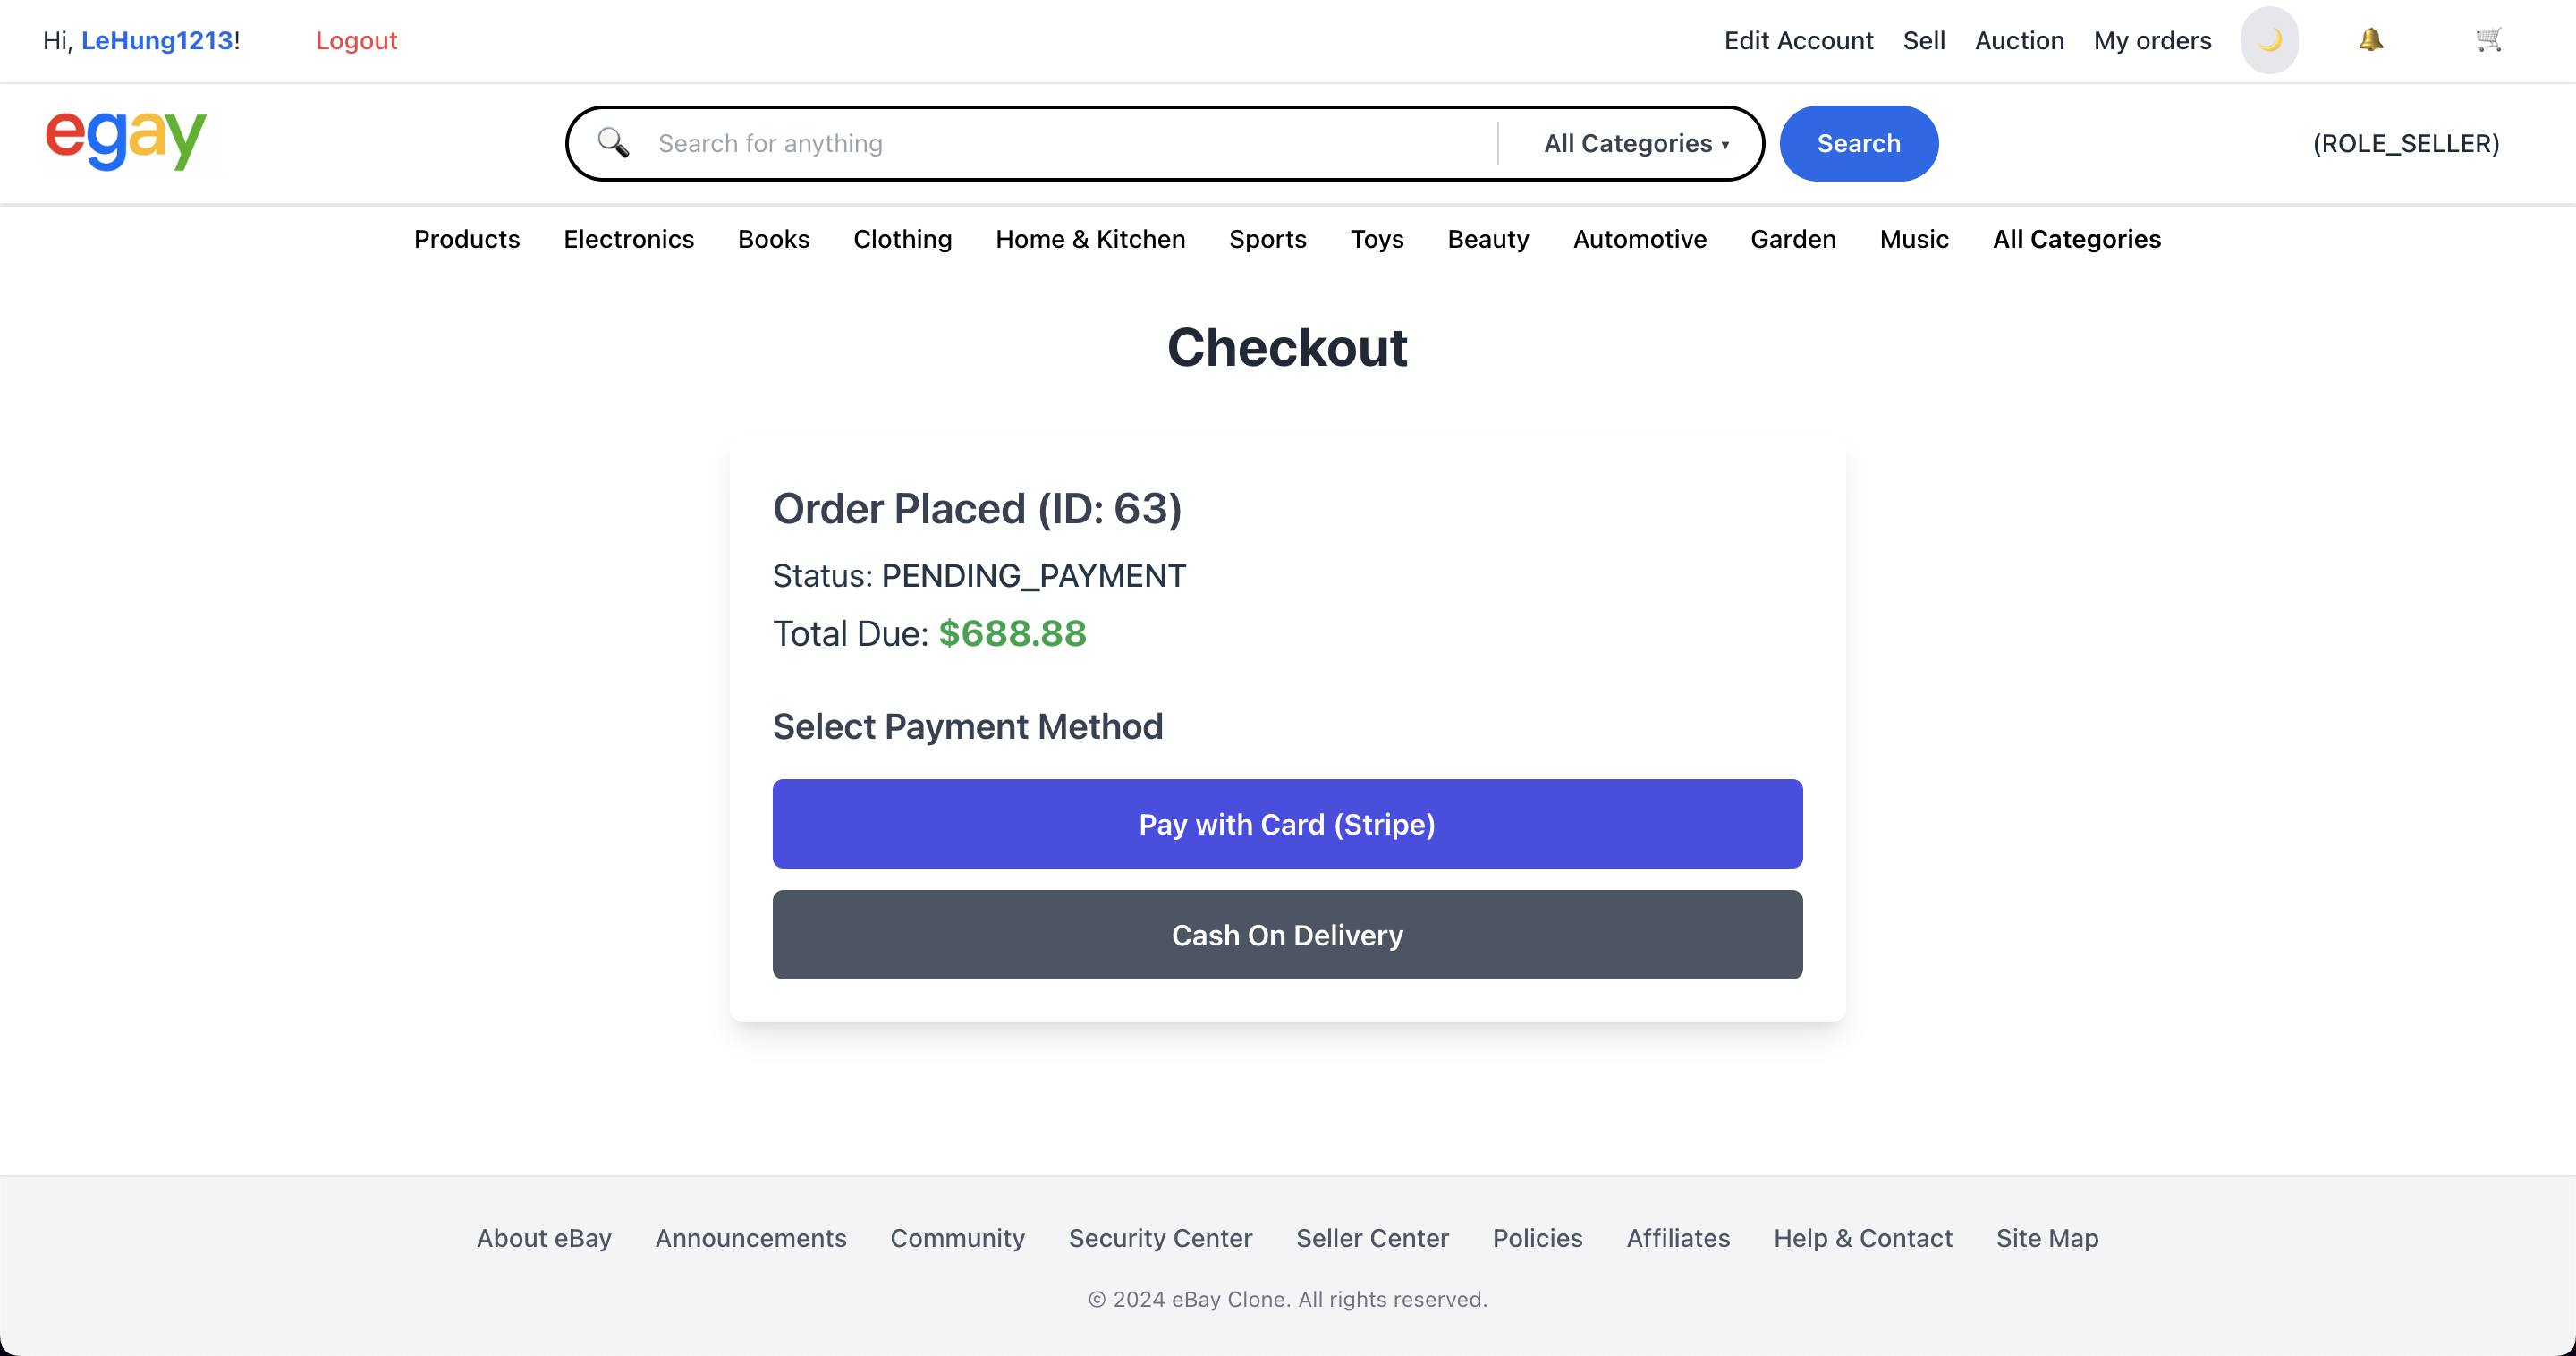 Hi, LeHung1213! Logout Edit Account Sell Auction My orders
egay Search for anything All Categories ▾ Search (ROLE_SELLER)
Products Electronics Books Clothing Home & Kitchen Sports Toys Beauty Automotive Garden Music All Categories
Checkout
Order Placed (ID: 63)
Status: PENDING_PAYMENT
Total Due: $688.88
Select Payment Method
Pay with Card (Stripe)
Cash On Delivery
About eBay Announcements Community Security Center Seller Center Policies Affiliates Help & Contact Site Map
© 2024 eBay Clone. All rights reserved.